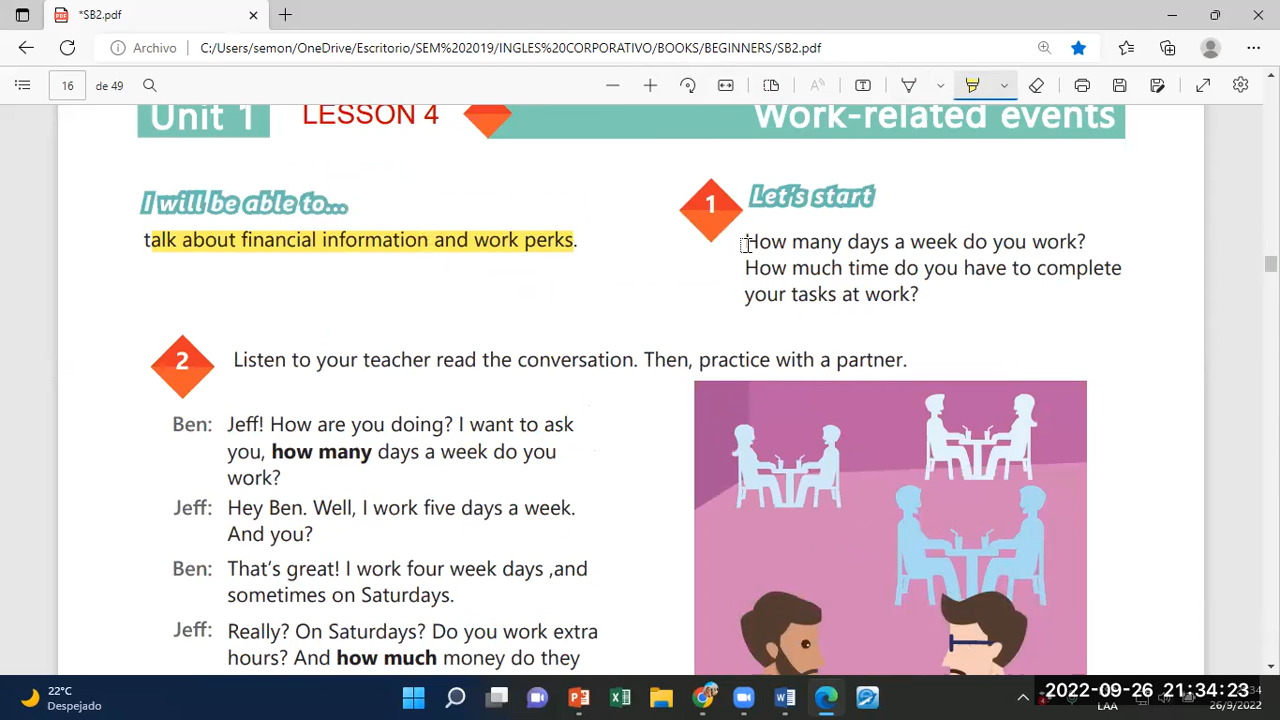 *SB2.pdf
Archivo
C:/Users/semon/OneDrive/Escritorio/SEM%202019/INGLES%20CORPORATIVO/BOOKS/BEGINNERS/SB2.pdf
16 de 49
Unit 1
LESSON 4
Work-related events
I will be able to...
talk about financial information and work perks.
1
Let's start
How many days a week do you work?
How much time do you have to complete
your tasks at work?
2
Listen to your teacher read the conversation. Then, practice with a partner.
Ben: Jeff! How are you doing? I want to ask
you, how many days a week do you
work?
Jeff: Hey Ben. Well, I work five days a week.
And you?
Ben: That's great! I work four week days ,and
sometimes on Saturdays.
Jeff: Really? On Saturdays? Do you work extra
hours? And how much money do they
22°C
Despejado
2022-09-26 21:34:23
LAA
26/9/2022